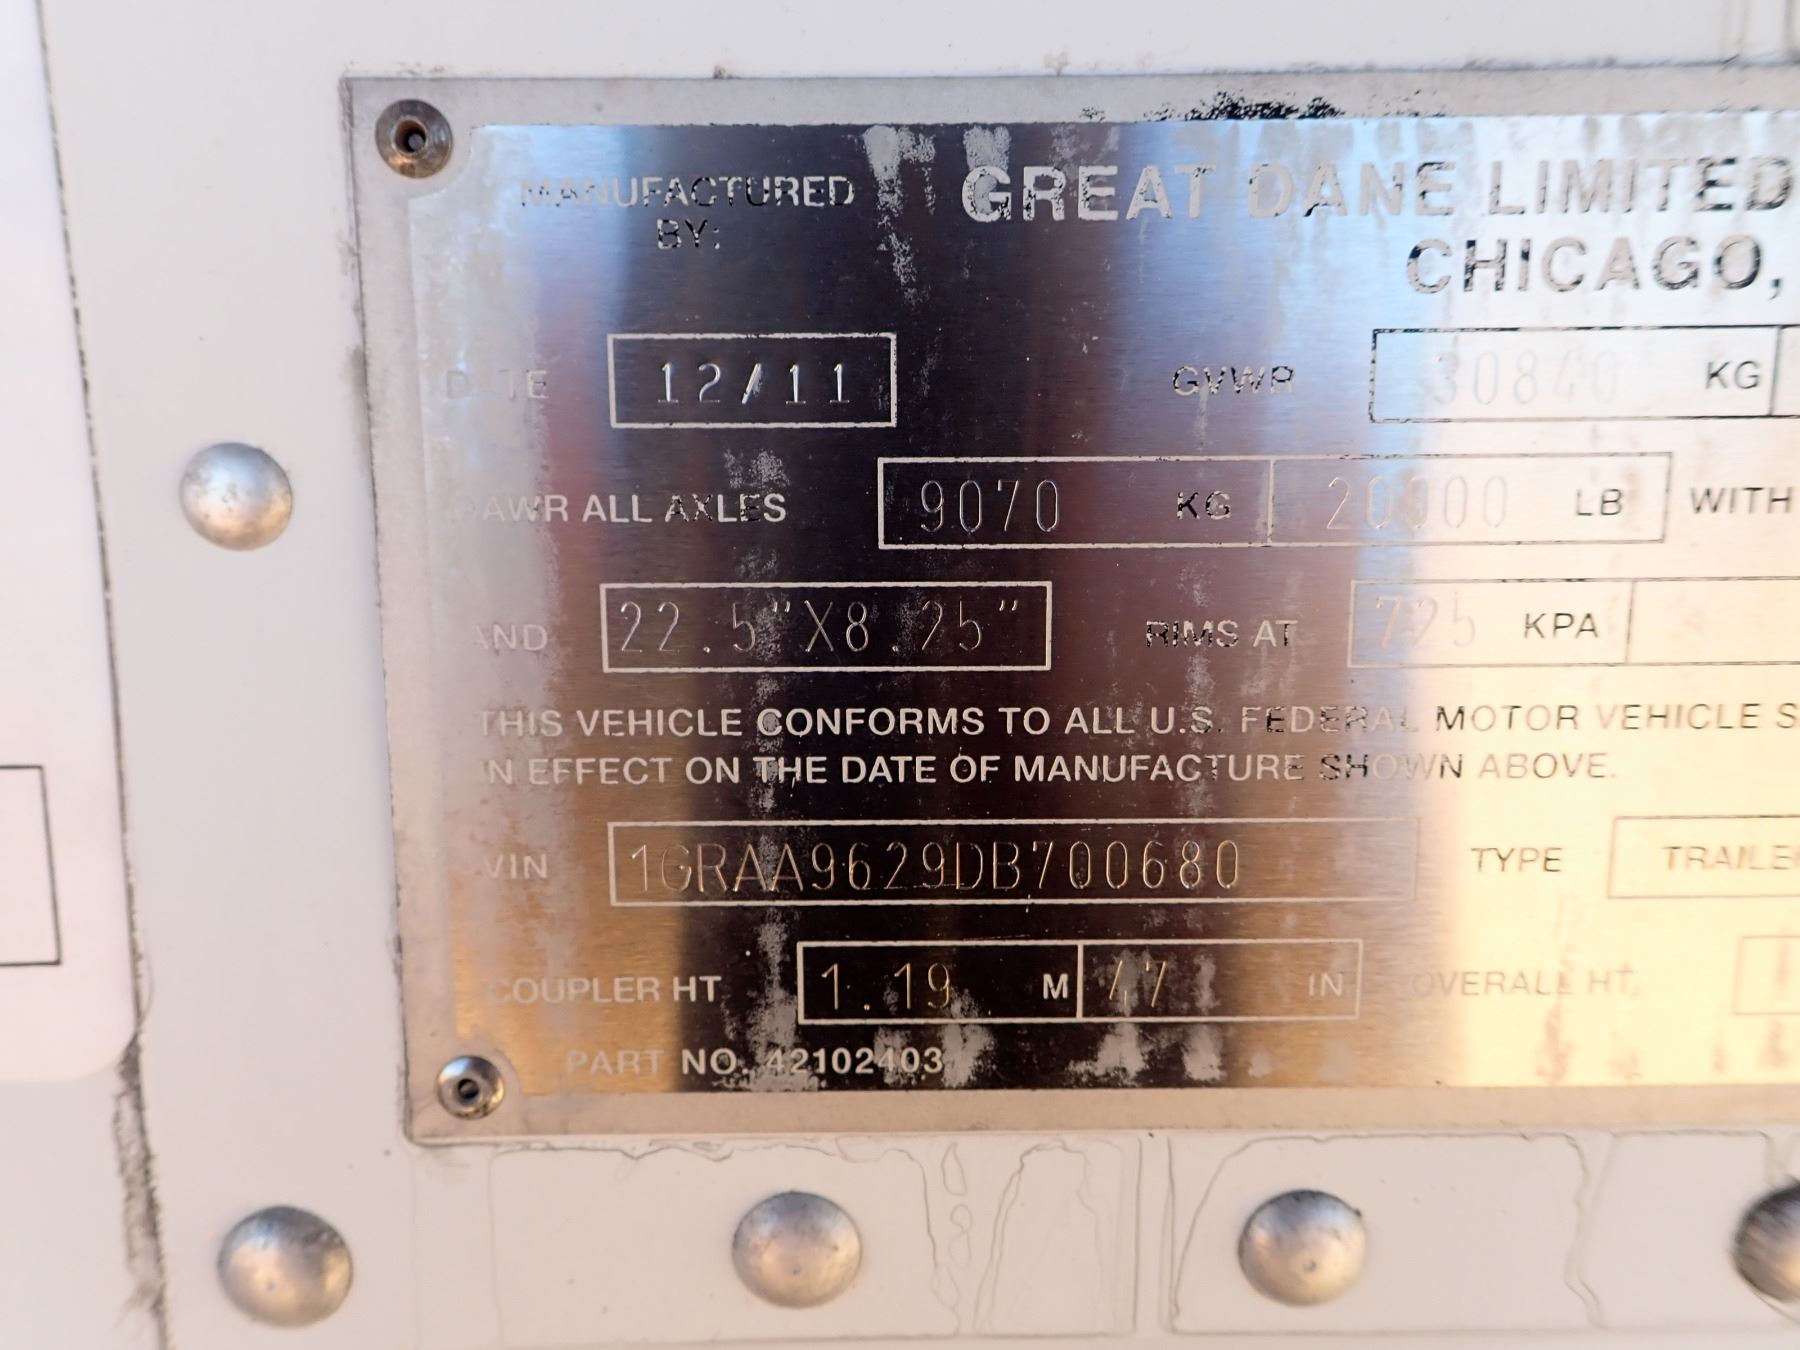 MANUFACTURED BY: GREAT DANE LIMITED
CHICAGO,
DATE 12/11 GVWR 30840 KG
GAWR ALL AXLES 9070 KG 20000 LB WITH
AND 22.5"X8.25" RIMS AT 725 KPA
THIS VEHICLE CONFORMS TO ALL U.S. FEDERAL MOTOR VEHICLE S
IN EFFECT ON THE DATE OF MANUFACTURE SHOWN ABOVE.
VIN 1GRAA9629DB700680 TYPE TRAILER
COUPLER HT 1.19 M 47 IN OVERALL HT.
PART NO. 42102403